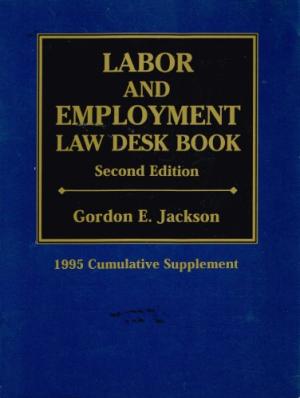 LABOR
AND
EMPLOYMENT
LAW DESK BOOK
Second Edition
Gordon E. Jackson
1995 Cumulative Supplement